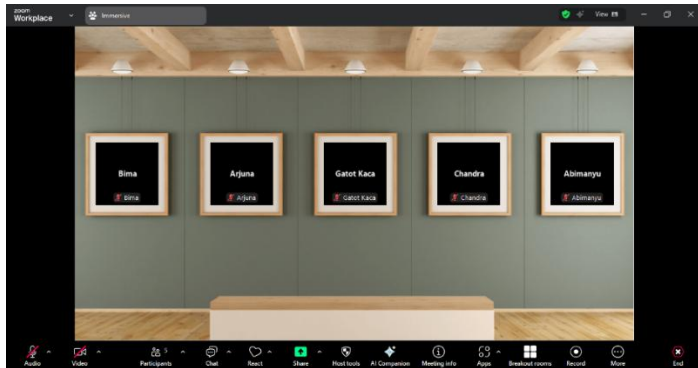 zoom
Workplace
Immersive
View
Bima
Bima
Arjuna
Arjuna
Gatot Kaca
Gatot Kaca
Chandra
Chandra
Abimanyu
Abimanyu
Audio
Video
5
Participants
Chat
React
Share
Host tools
AI Companion
Meeting info
Apps
Breakout rooms
Record
More
End